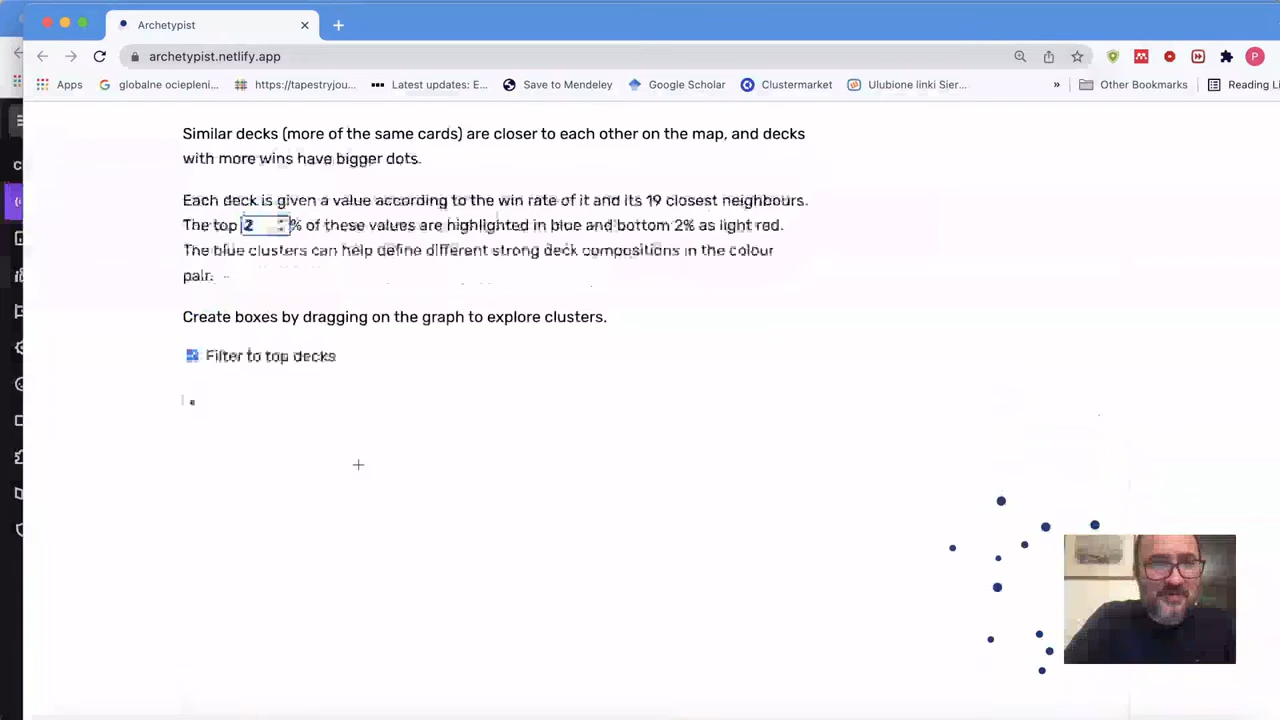 Archetypist
archetypist.netlify.app
P
Apps globalne ociepleni... https://tapestryjou... Latest updates: E... Save to Mendeley Google Scholar Clustermarket Ulubione linki Sier... » Other Bookmarks Reading Li
Similar decks (more of the same cards) are closer to each other on the map, and decks
with more wins have bigger dots.
Each deck is given a value according to the win rate of it and its 19 closest neighbours.
The top 2 % of these values are highlighted in blue and bottom 2% as light red.
The blue clusters can help define different strong deck compositions in the colour
pair.
Create boxes by dragging on the graph to explore clusters.
Filter to top decks